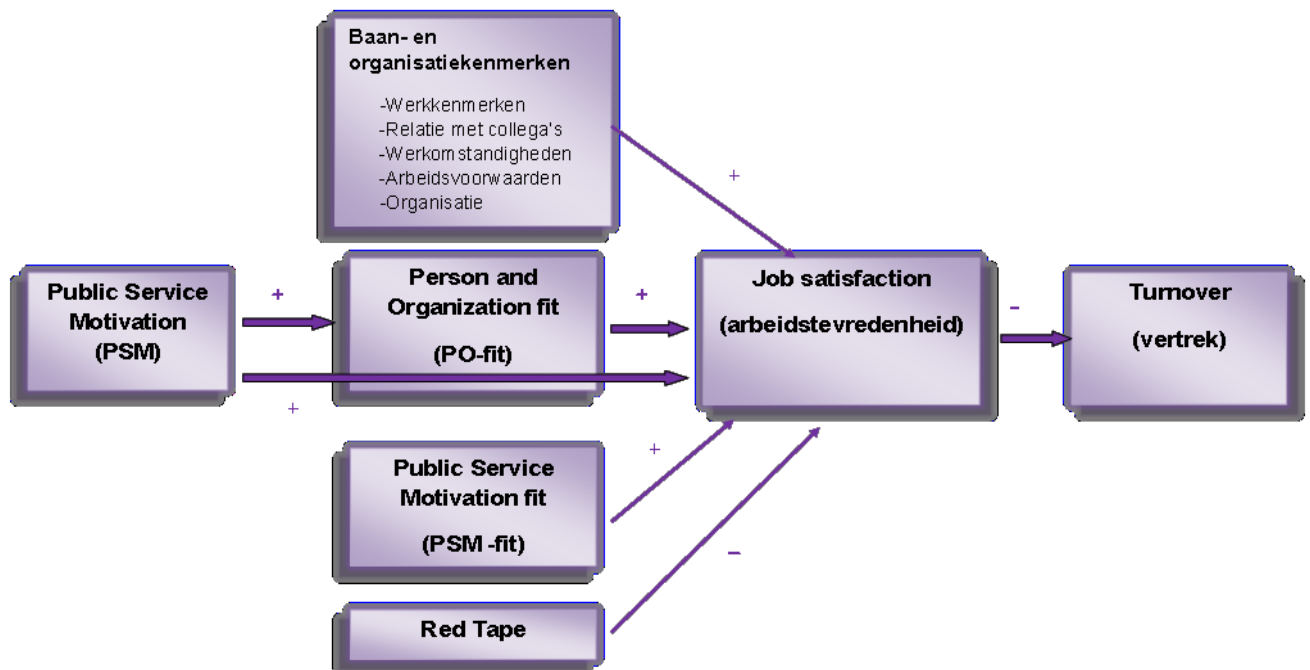 Baan- en
organisatiekenmerken
-Werkkenmerken
-Relatie met collega's
-Werkomstandigheden
-Arbeidsvoorwaarden
-Organisatie
+
Public Service
Motivation
(PSM)
+
Person and
Organization fit
(PO-fit)
+
Job satisfaction
(arbeidstevredenheid)
-
Turnover
(vertrek)
+
Public Service
Motivation fit
(PSM -fit)
+
Red Tape
-